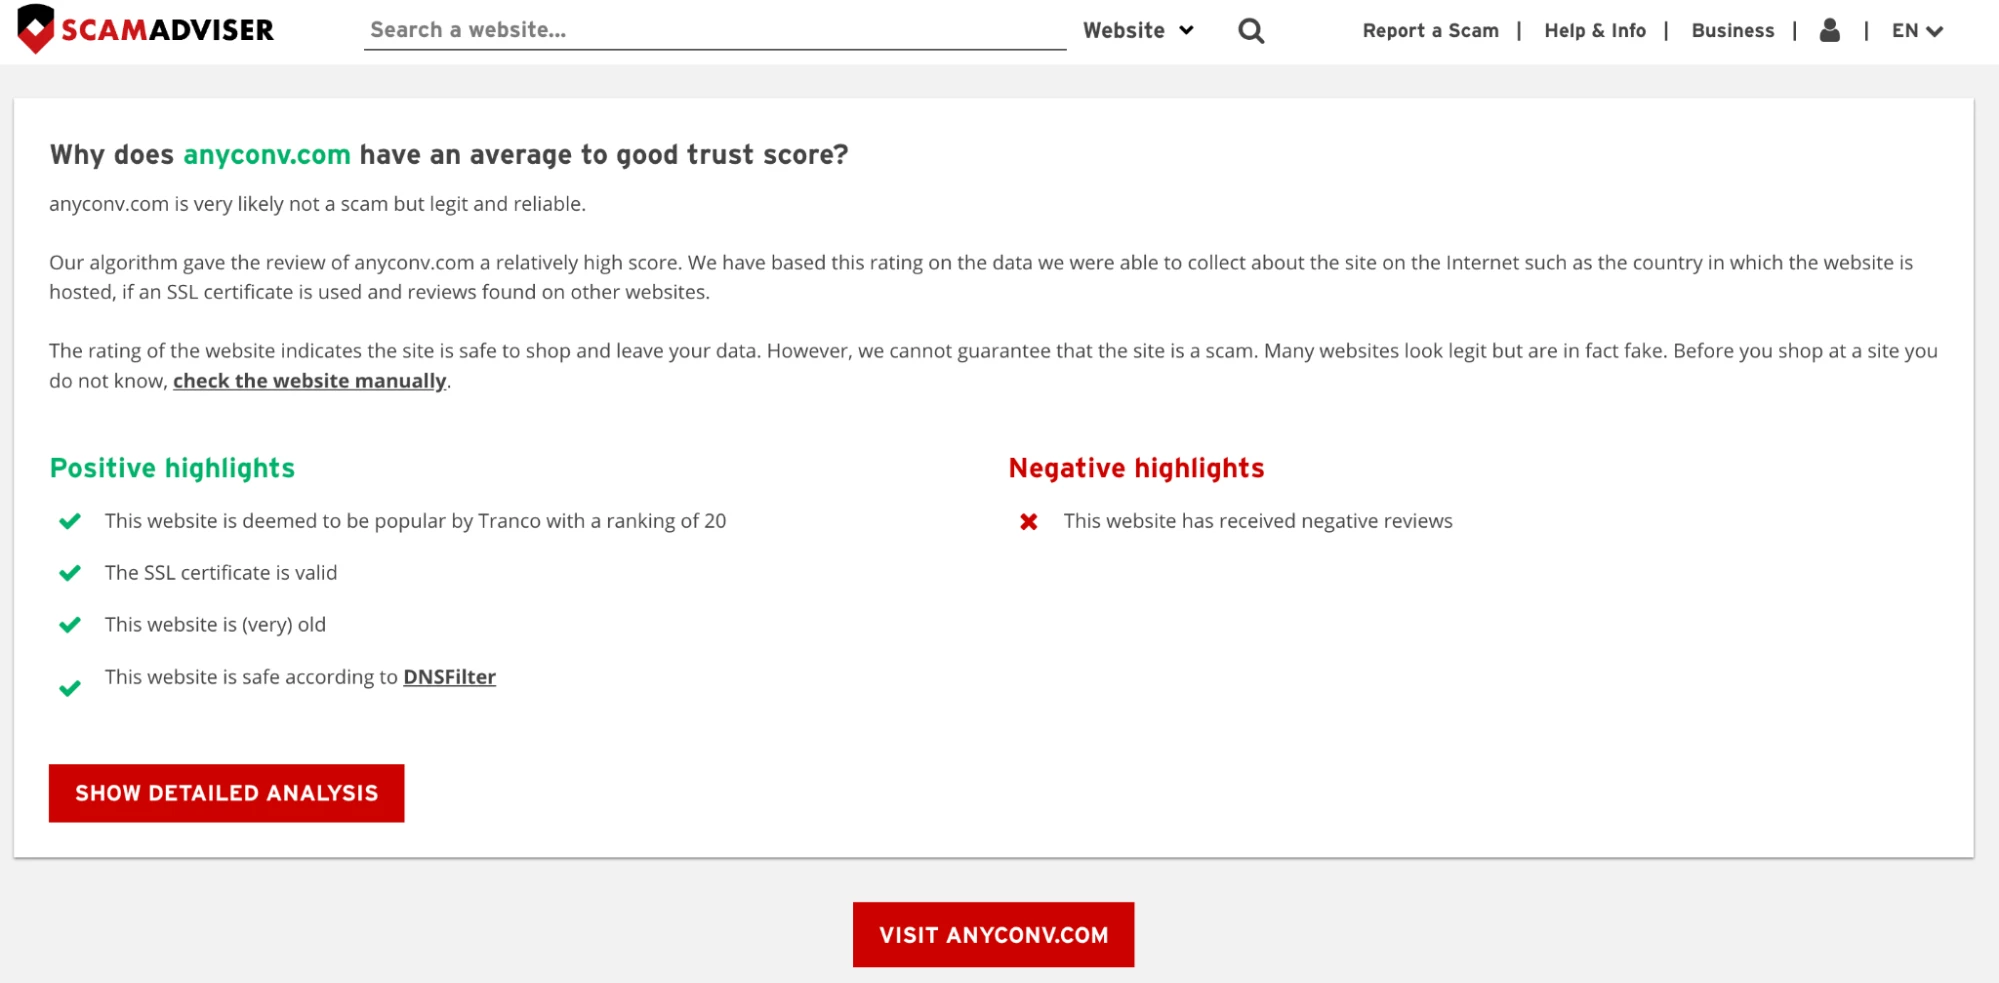 SCAMADVISER Search a website... Website Report a Scam | Help & Info | Business | | EN
Why does anyconv.com have an average to good trust score?
anyconv.com is very likely not a scam but legit and reliable.
Our algorithm gave the review of anyconv.com a relatively high score. We have based this rating on the data we were able to collect about the site on the Internet such as the country in which the website is
hosted, if an SSL certificate is used and reviews found on other websites.
The rating of the website indicates the site is safe to shop and leave your data. However, we cannot guarantee that the site is a scam. Many websites look legit but are in fact fake. Before you shop at a site you
do not know, check the website manually.
Positive highlights
This website is deemed to be popular by Tranco with a ranking of 20
The SSL certificate is valid
This website is (very) old
This website is safe according to DNSFilter
Negative highlights
This website has received negative reviews
SHOW DETAILED ANALYSIS
VISIT ANYCONV.COM